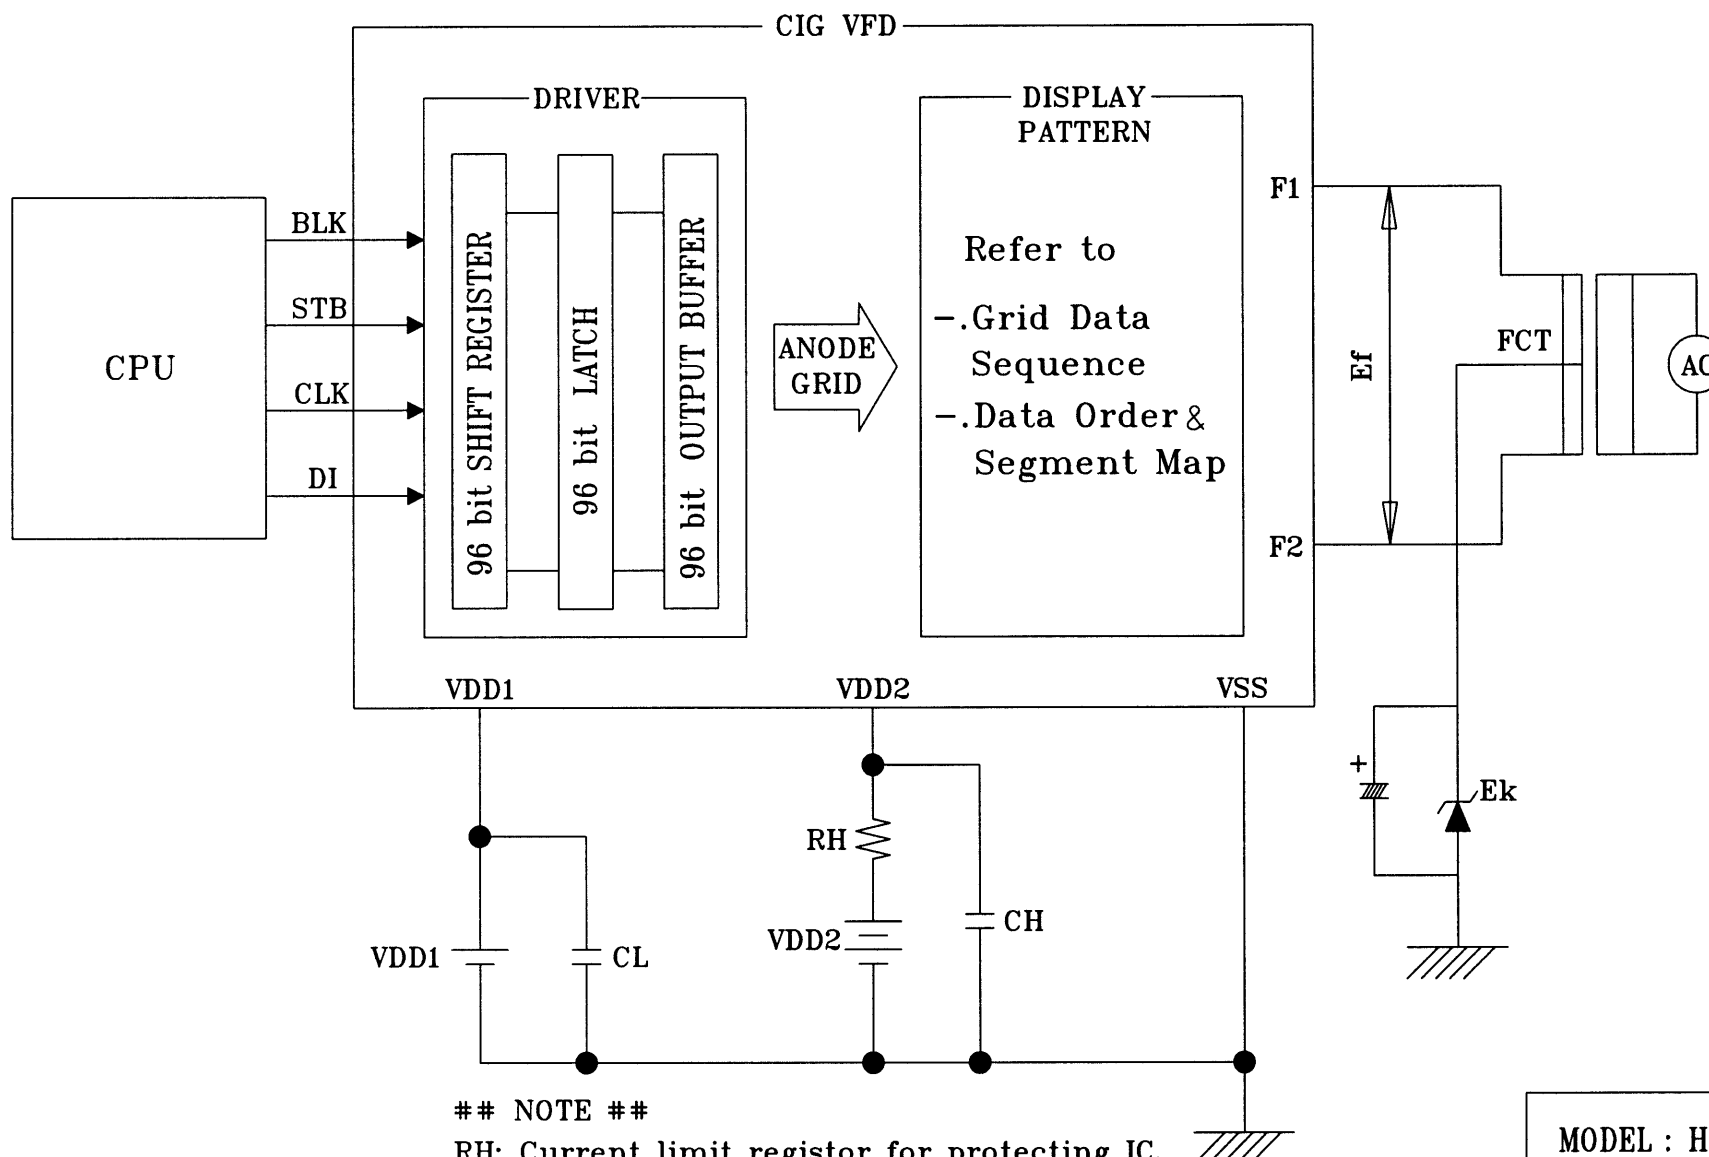 CIG VFD
DRIVER
DISPLAY
PATTERN
CPU
BLK
STB
CLK
DI
96 bit SHIFT REGISTER
96 bit LATCH
96 bit OUTPUT BUFFER
ANODE
GRID
Refer to
-.Grid Data
Sequence
-.Data Order &
Segment Map
F1
F2
Ef
FCT
AC
VDD1
VDD2
VSS
+
Ek
RH
VDD1
CL
VDD2
CH
## NOTE ##
RH: Current limit registor for protecting IC.
MODEL : H